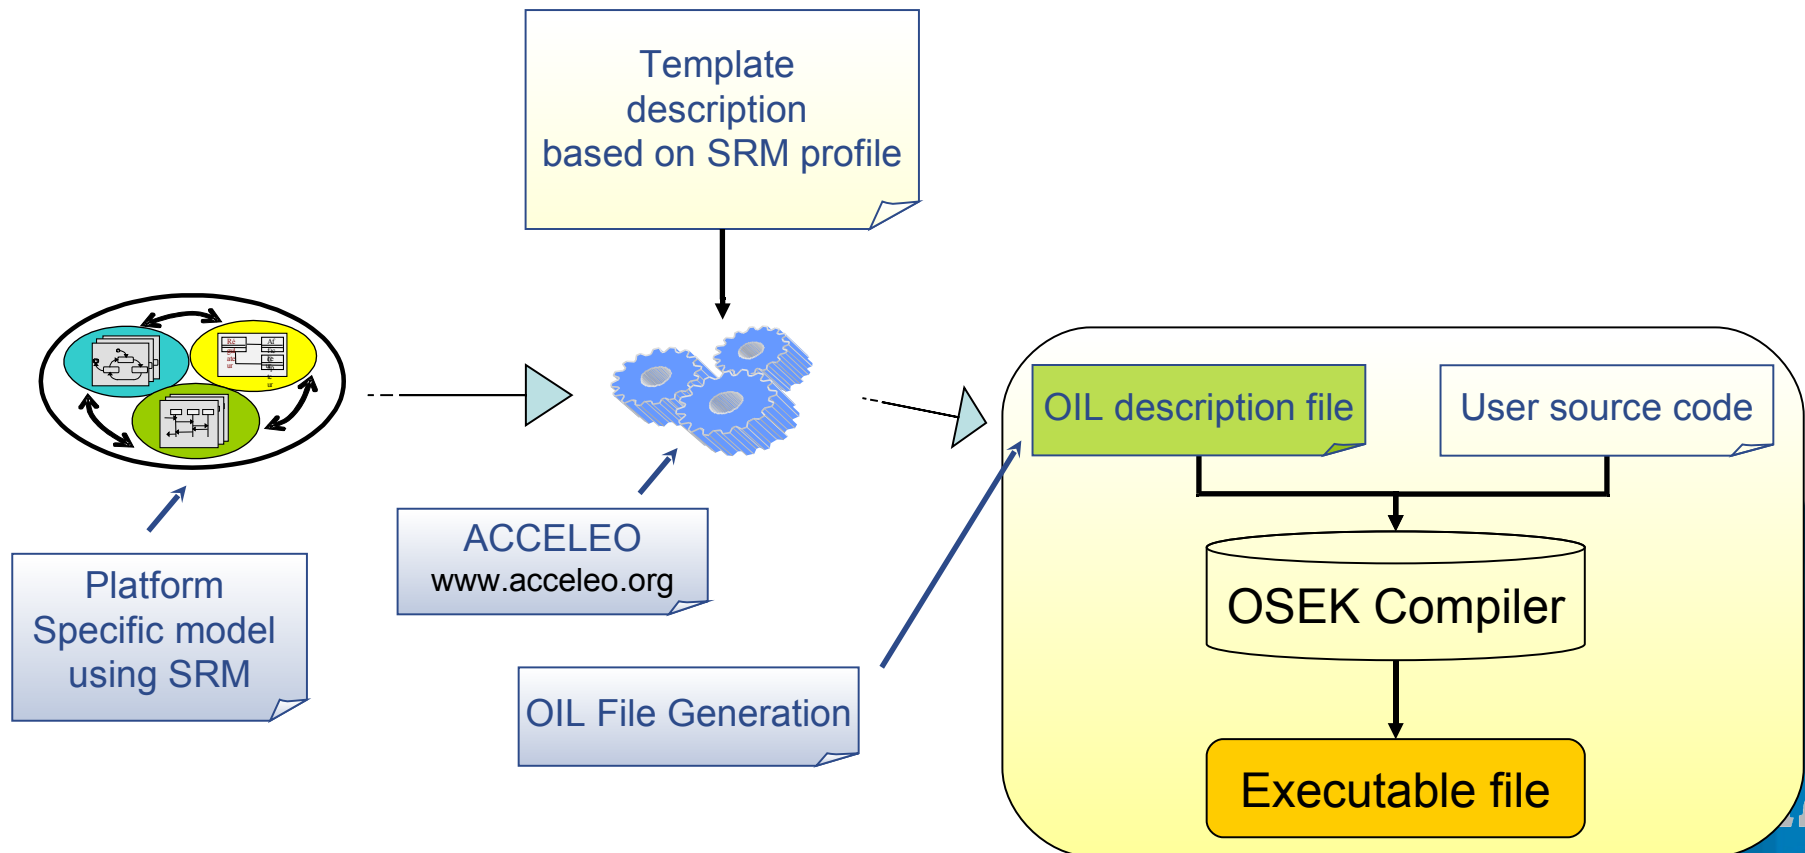 Template
description
based on SRM profile
OIL description file
User source code
ACCELEO
www.acceleo.org
Platform
Specific model
using SRM
OSEK Compiler
OIL File Generation
Executable file